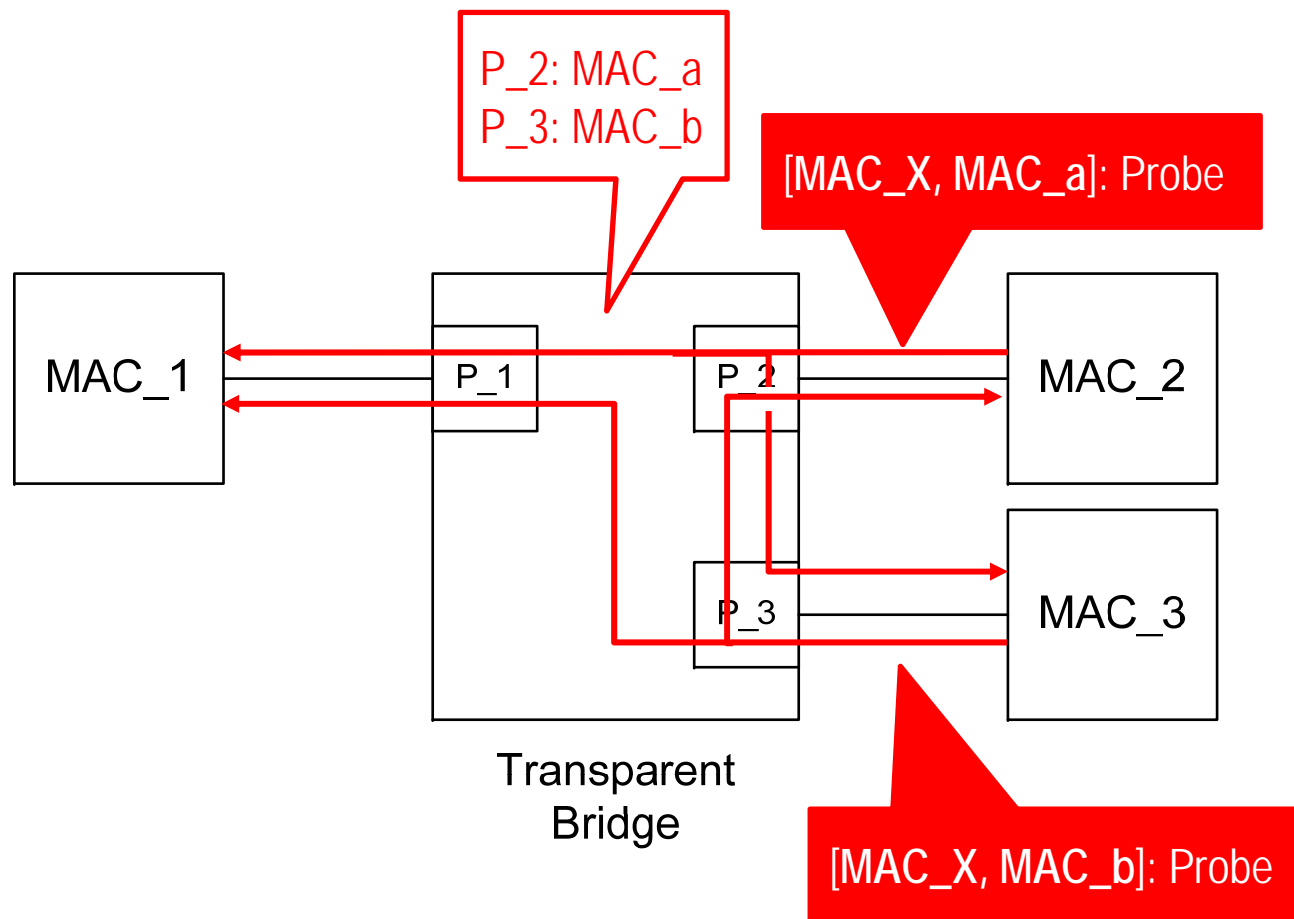 P_2: MAC_a
P_3: MAC_b
[MAC_X, MAC_a]: Probe
MAC_1
P_1
P_2
MAC_2
P_3
MAC_3
Transparent
Bridge
[MAC_X, MAC_b]: Probe